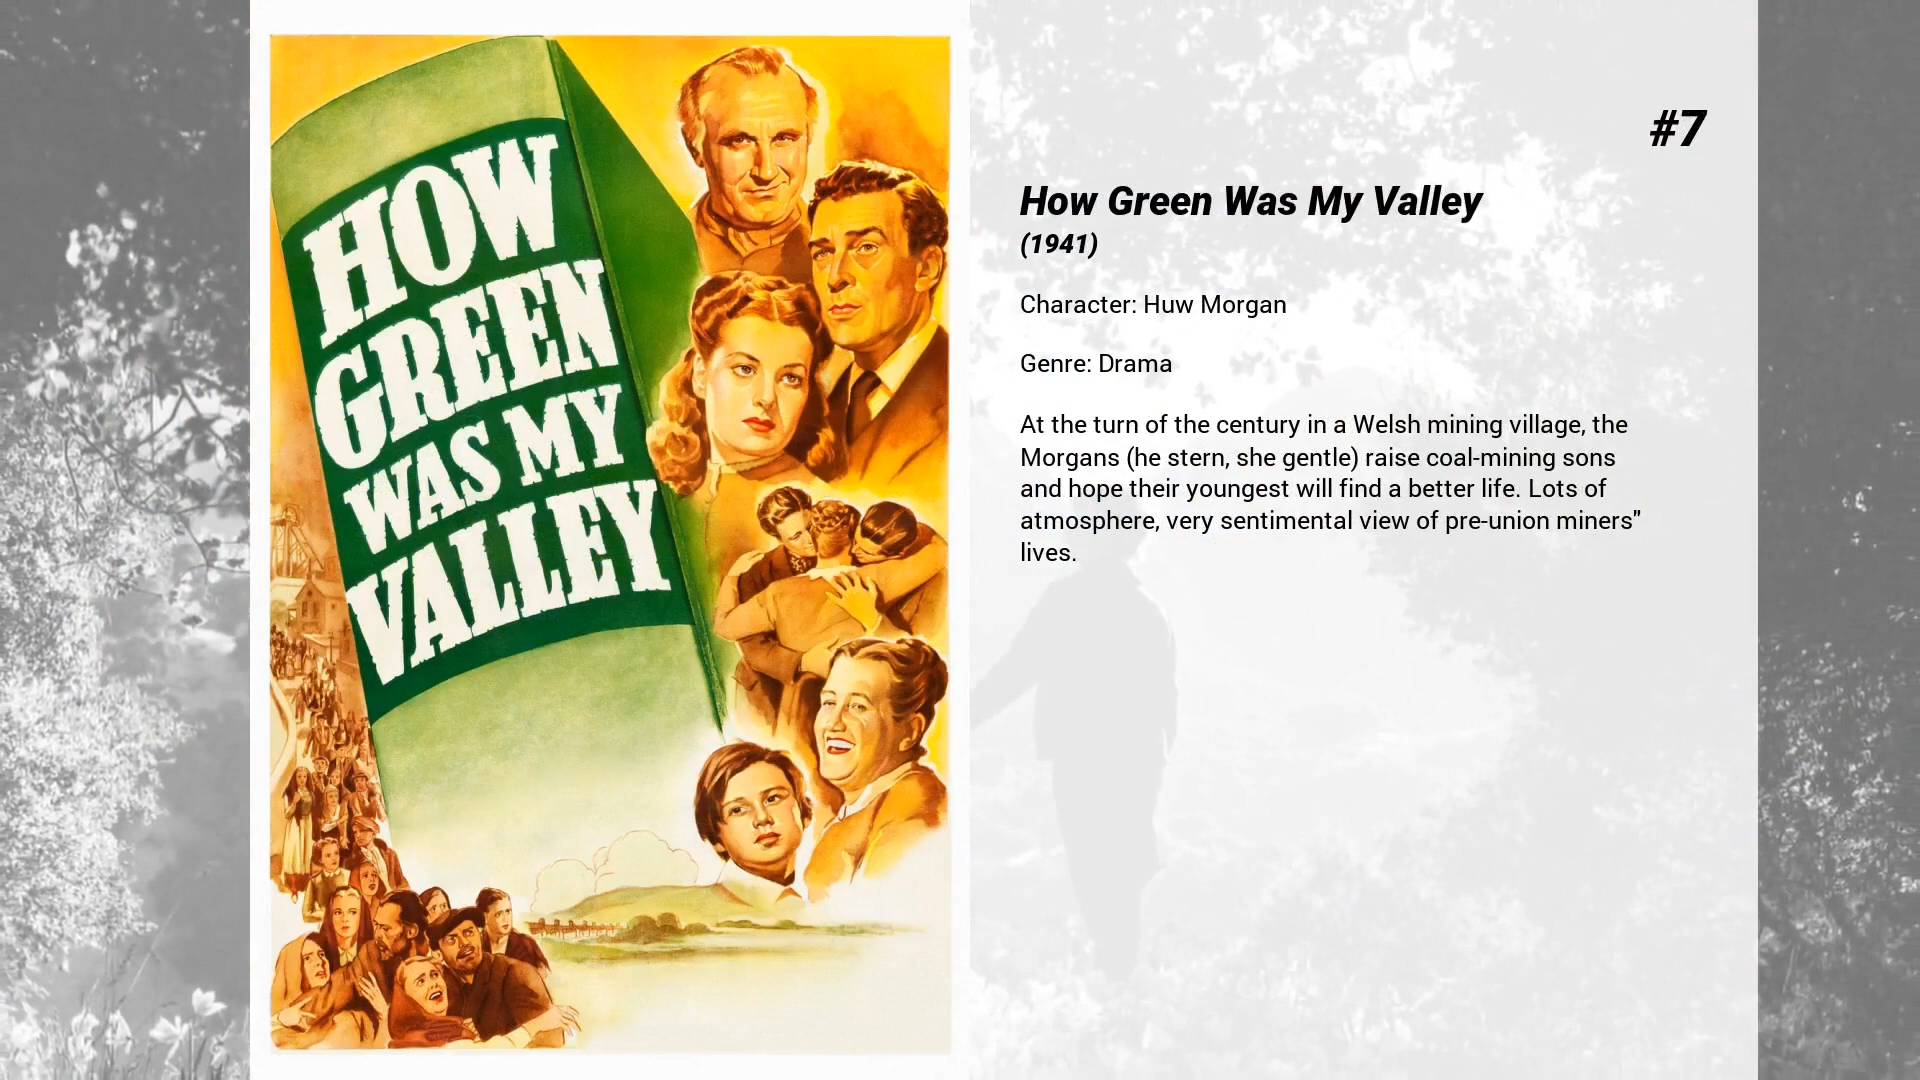 HOW
GREEN
WAS MY
VALLEY
#7
How Green Was My Valley
(1941)
Character: Huw Morgan
Genre: Drama
At the turn of the century in a Welsh mining village, the
Morgans (he stern, she gentle) raise coal-mining sons
and hope their youngest will find a better life. Lots of
atmosphere, very sentimental view of pre-union miners"
lives.